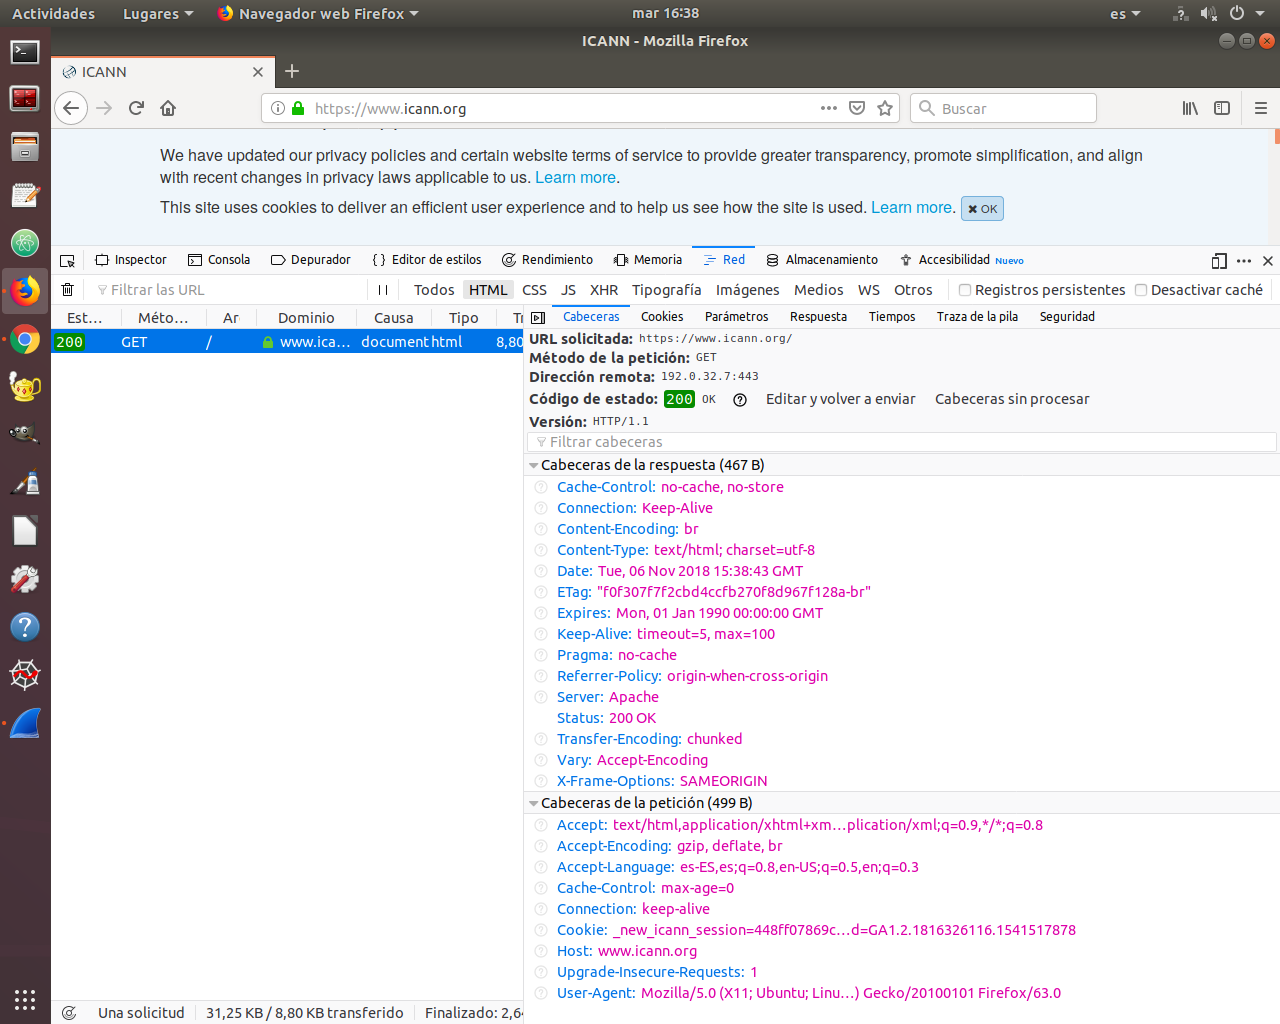 Actividades Lugares Navegador web Firefox mar 16:38 es
ICANN - Mozilla Firefox
ICANN
https://www.icann.org Buscar
We have updated our privacy policies and certain website terms of service to provide greater transparency, promote simplification, and align
with recent changes in privacy laws applicable to us. Learn more.
This site uses cookies to deliver an efficient user experience and to help us see how the site is used. Learn more. ✖ OK
Inspector Consola Depurador Editor de estilos Rendimiento Memoria Red Almacenamiento Accesibilidad Nuevo
Filtrar las URL Todos HTML CSS JS XHR Tipografía Imágenes Medios WS Otros Registros persistentes Desactivar caché
Est… Méto… Ar Dominio Causa Tipo Tr
200 GET / www.ica… document html 8,80
Cabeceras Cookies Parámetros Respuesta Tiempos Traza de la pila Seguridad
URL solicitada: https://www.icann.org/
Método de la petición: GET
Dirección remota: 192.0.32.7:443
Código de estado: 200 OK Editar y volver a enviar Cabeceras sin procesar
Versión: HTTP/1.1
Filtrar cabeceras
Cabeceras de la respuesta (467 B)
Cache-Control: no-cache, no-store
Connection: Keep-Alive
Content-Encoding: br
Content-Type: text/html; charset=utf-8
Date: Tue, 06 Nov 2018 15:38:43 GMT
ETag: "f0f307f7f2cbd4ccfb270f8d967f128a-br"
Expires: Mon, 01 Jan 1990 00:00:00 GMT
Keep-Alive: timeout=5, max=100
Pragma: no-cache
Referrer-Policy: origin-when-cross-origin
Server: Apache
Status: 200 OK
Transfer-Encoding: chunked
Vary: Accept-Encoding
X-Frame-Options: SAMEORIGIN
Cabeceras de la petición (499 B)
Accept: text/html,application/xhtml+xm…plication/xml;q=0.9,*/*;q=0.8
Accept-Encoding: gzip, deflate, br
Accept-Language: es-ES,es;q=0.8,en-US;q=0.5,en;q=0.3
Cache-Control: max-age=0
Connection: keep-alive
Cookie: _new_icann_session=448ff07869c…d=GA1.2.1816326116.1541517878
Host: www.icann.org
Upgrade-Insecure-Requests: 1
User-Agent: Mozilla/5.0 (X11; Ubuntu; Linu…) Gecko/20100101 Firefox/63.0
Una solicitud 31,25 KB / 8,80 KB transferido Finalizado: 2,64